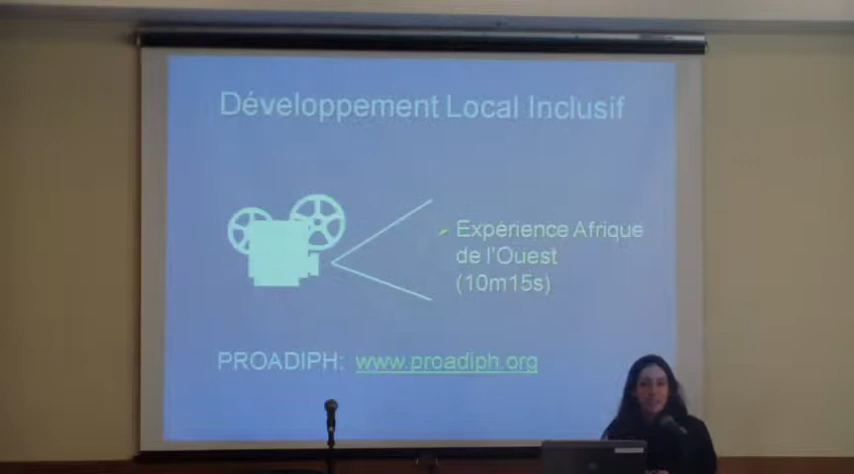 Développement Local Inclusif
Expérience Afrique
de l'Ouest
(10m15s)
PROADIPH: www.proadiph.org